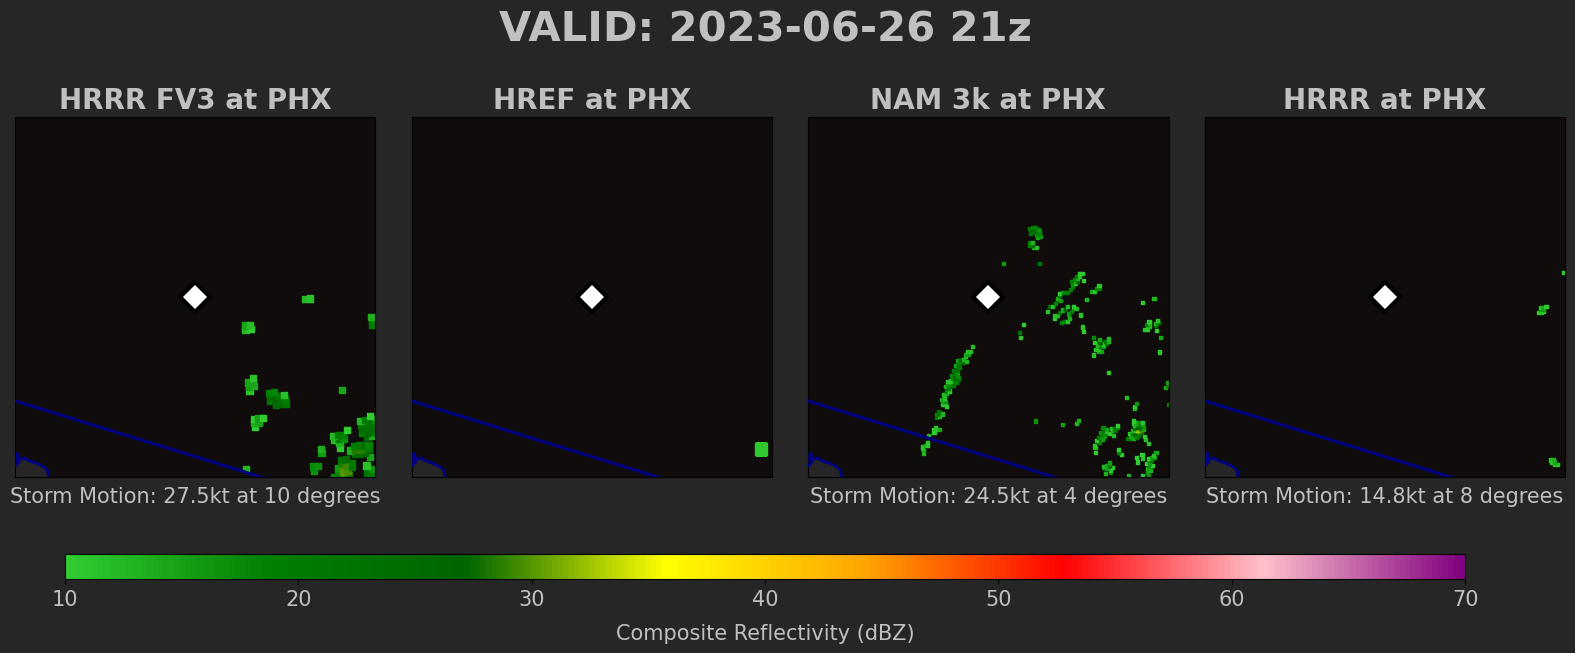 VALID: 2023-06-26 21z
HRRR FV3 at PHX
HREF at PHX
NAM 3k at PHX
HRRR at PHX
Storm Motion: 27.5kt at 10 degrees
Storm Motion: 24.5kt at 4 degrees
Storm Motion: 14.8kt at 8 degrees
10 20 30 40 50 60 70
Composite Reflectivity (dBZ)